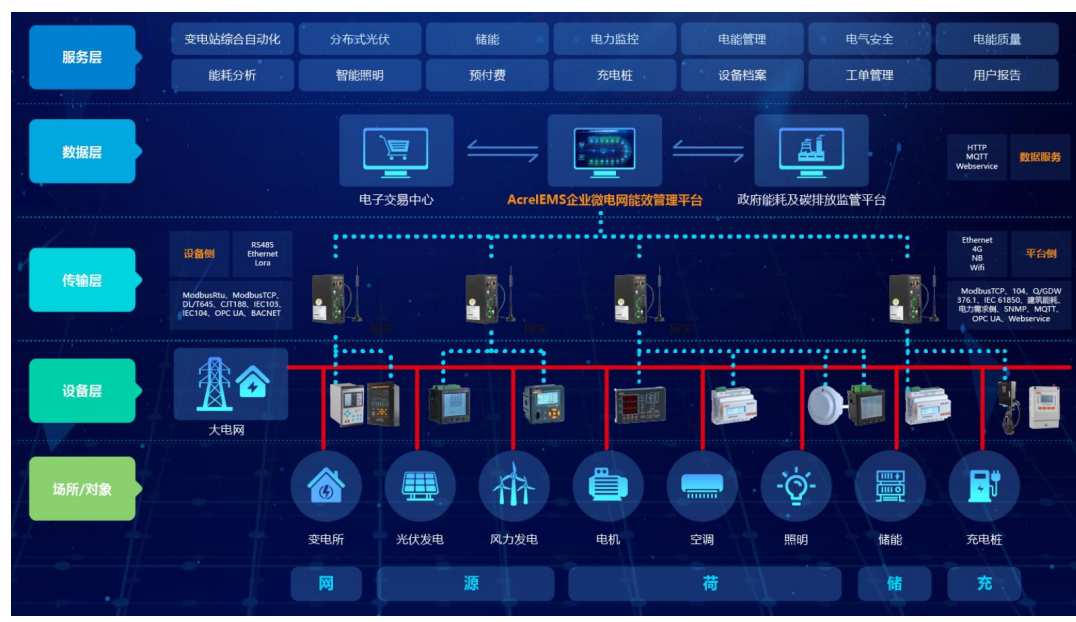 服务层
变电站综合自动化
分布式光伏
储能
电力监控
电能管理
电气安全
电能质量
能耗分析
智能照明
预付费
充电桩
设备档案
工单管理
用户报告
数据层
电子交易中心
AcrelEMS企业微电网能效管理平台
政府能耗及碳排放监管平台
HTTP
MQTT
Webservice
数据服务
传输层
设备侧
RS485
Ethernet
Lora
ModbusRtu、ModbusTCP、
DL/T645、CJT188、IEC103、
IEC104、OPC UA、BACNET
网关
网关
网关
Ethernet
4G
NB
Wifi
平台侧
ModbusTCP、104、Q/GDW
376.1、IEC 61850、建筑能耗、
电力需求侧、SNMP、MQTT、
OPC UA、Webservice
设备层
大电网
场所/对象
变电所
光伏发电
风力发电
电机
空调
照明
储能
充电桩
网
源
荷
储
充